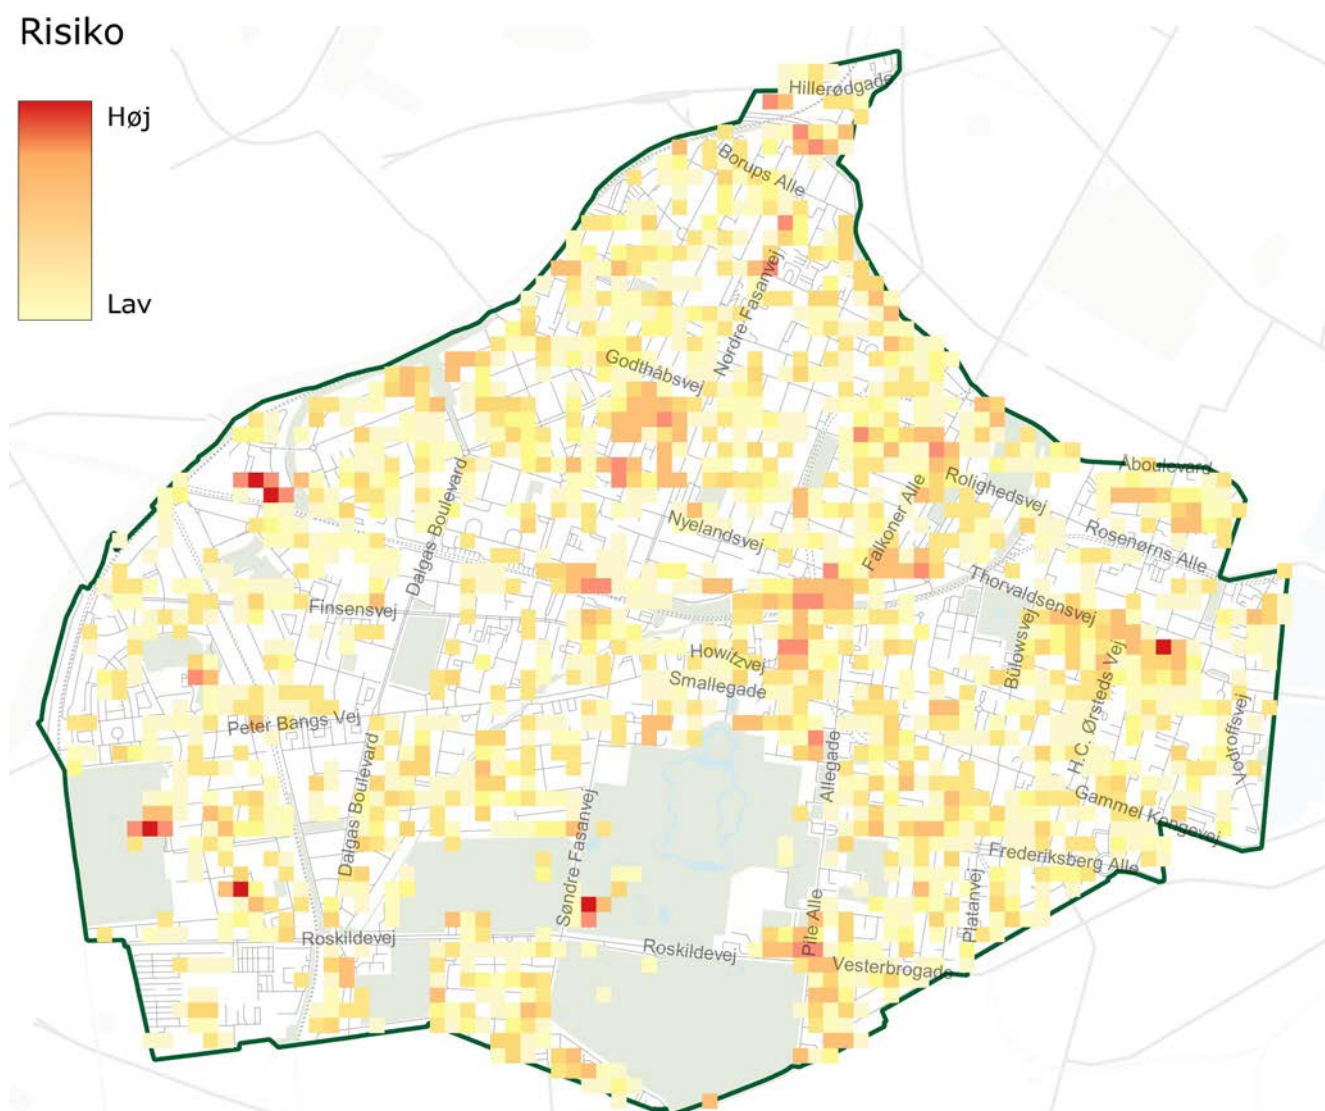 Risiko
Høj
Lav
Hillerødgade
Borups Alle
Nordre Fasanvej
Godthåbsvej
Åboulevard
Rolighedsvej
Falkoner Alle
Dalgas Boulevard
Nyelandsvej
Rosenørns Alle
Thorvaldsensvej
Finsensvej
Bülowsvej
Howitzvej
Smallegade
H.C. Ørsteds Vej
Peter Bangs Vej
Vodroffsvej
Allegade
Dalgas Boulevard
Gammel Kongevej
Søndre Fasanvej
Frederiksberg Alle
Platanvej
Pile Alle
Roskildevej
Roskildevej
Vesterbrogade